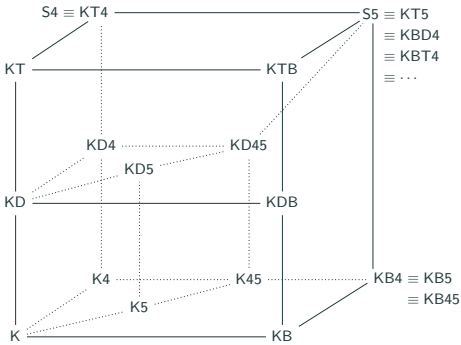 S4 ≡ KT4
S5 ≡ KT5
≡ KBD4
≡ KBT4
≡ ⋯
KT
KTB
KD4
KD45
KD5
KD
KDB
K4
K45
KB4 ≡ KB5
≡ KB45
K5
K
KB